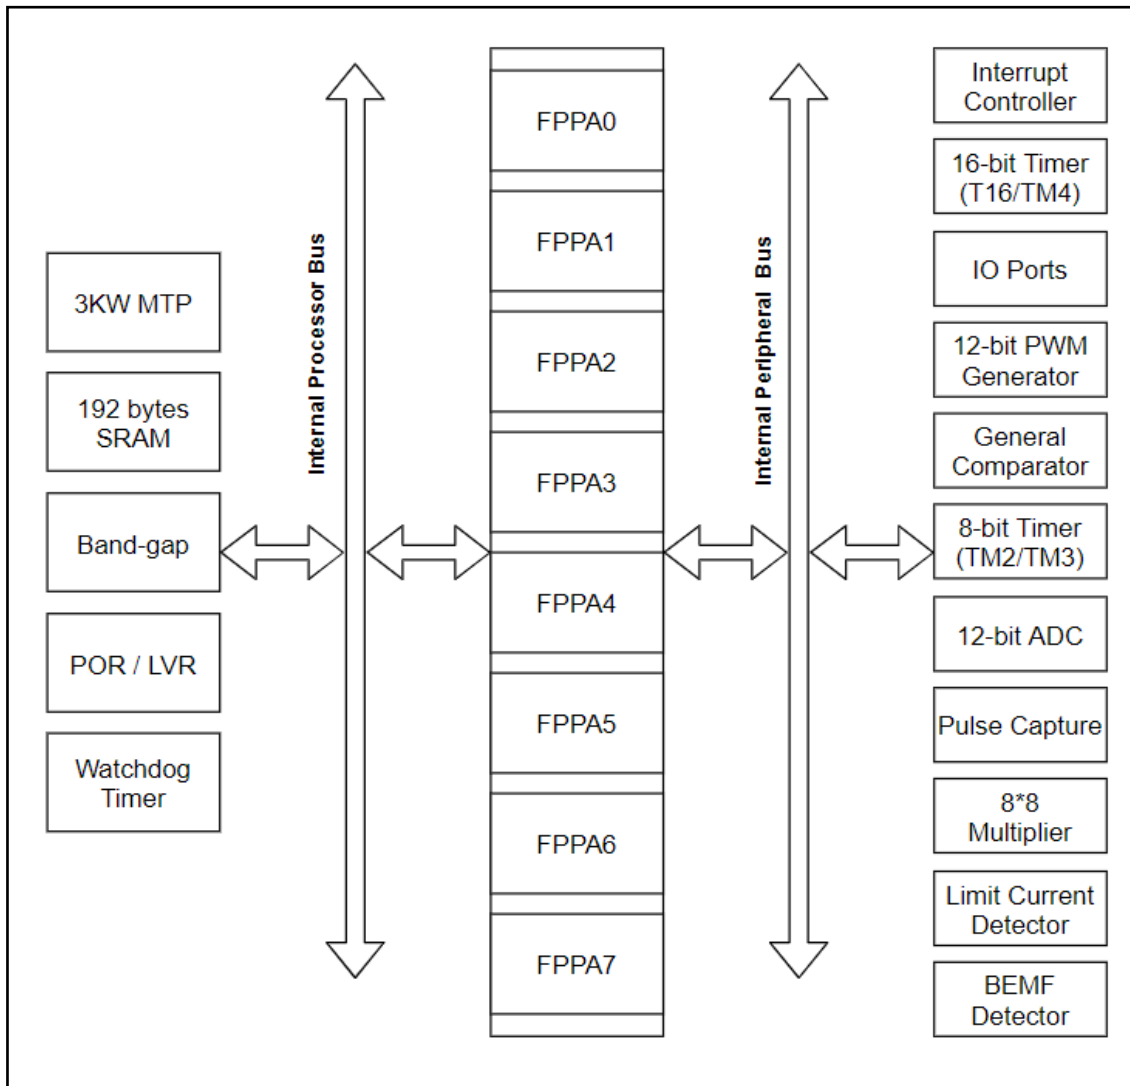 3KW MTP
192 bytes
SRAM
Band-gap
POR / LVR
Watchdog
Timer
Internal Processor Bus
FPPA0
FPPA1
FPPA2
FPPA3
FPPA4
FPPA5
FPPA6
FPPA7
Internal Peripheral Bus
Interrupt
Controller
16-bit Timer
(T16/TM4)
IO Ports
12-bit PWM
Generator
General
Comparator
8-bit Timer
(TM2/TM3)
12-bit ADC
Pulse Capture
8*8
Multiplier
Limit Current
Detector
BEMF
Detector